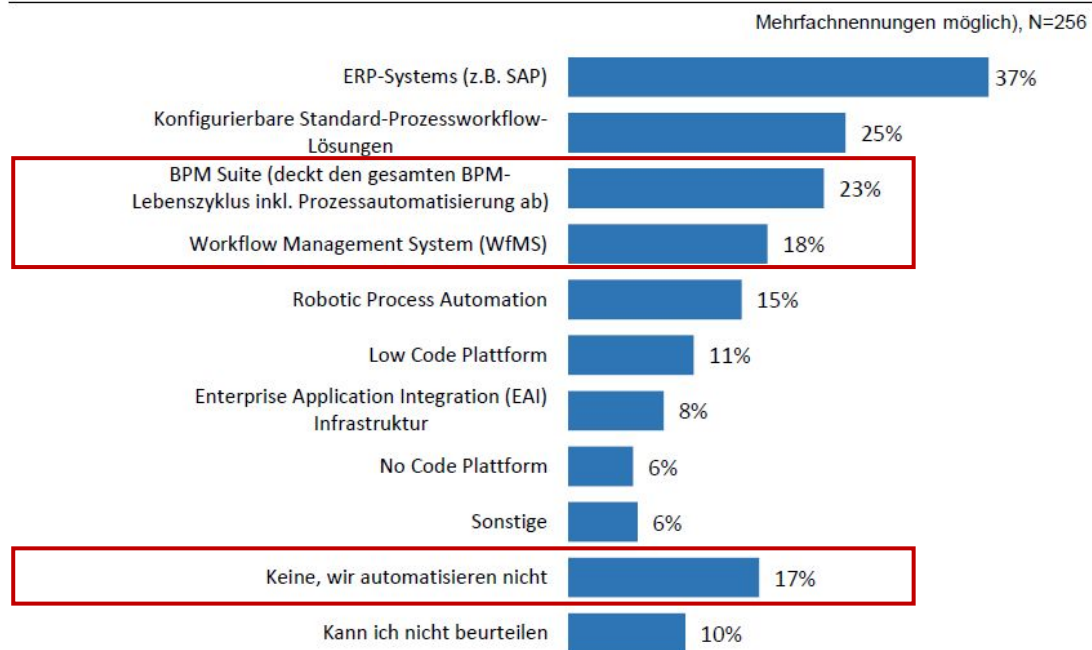 Mehrfachnennungen möglich), N=256
ERP-Systems (z.B. SAP)
37%
Konfigurierbare Standard-Prozessworkflow-
Lösungen
25%
BPM Suite (deckt den gesamten BPM-
Lebenszyklus inkl. Prozessautomatisierung ab)
23%
Workflow Management System (WfMS)
18%
Robotic Process Automation
15%
Low Code Plattform
11%
Enterprise Application Integration (EAI)
Infrastruktur
8%
No Code Plattform
6%
Sonstige
6%
Keine, wir automatisieren nicht
17%
Kann ich nicht beurteilen
10%